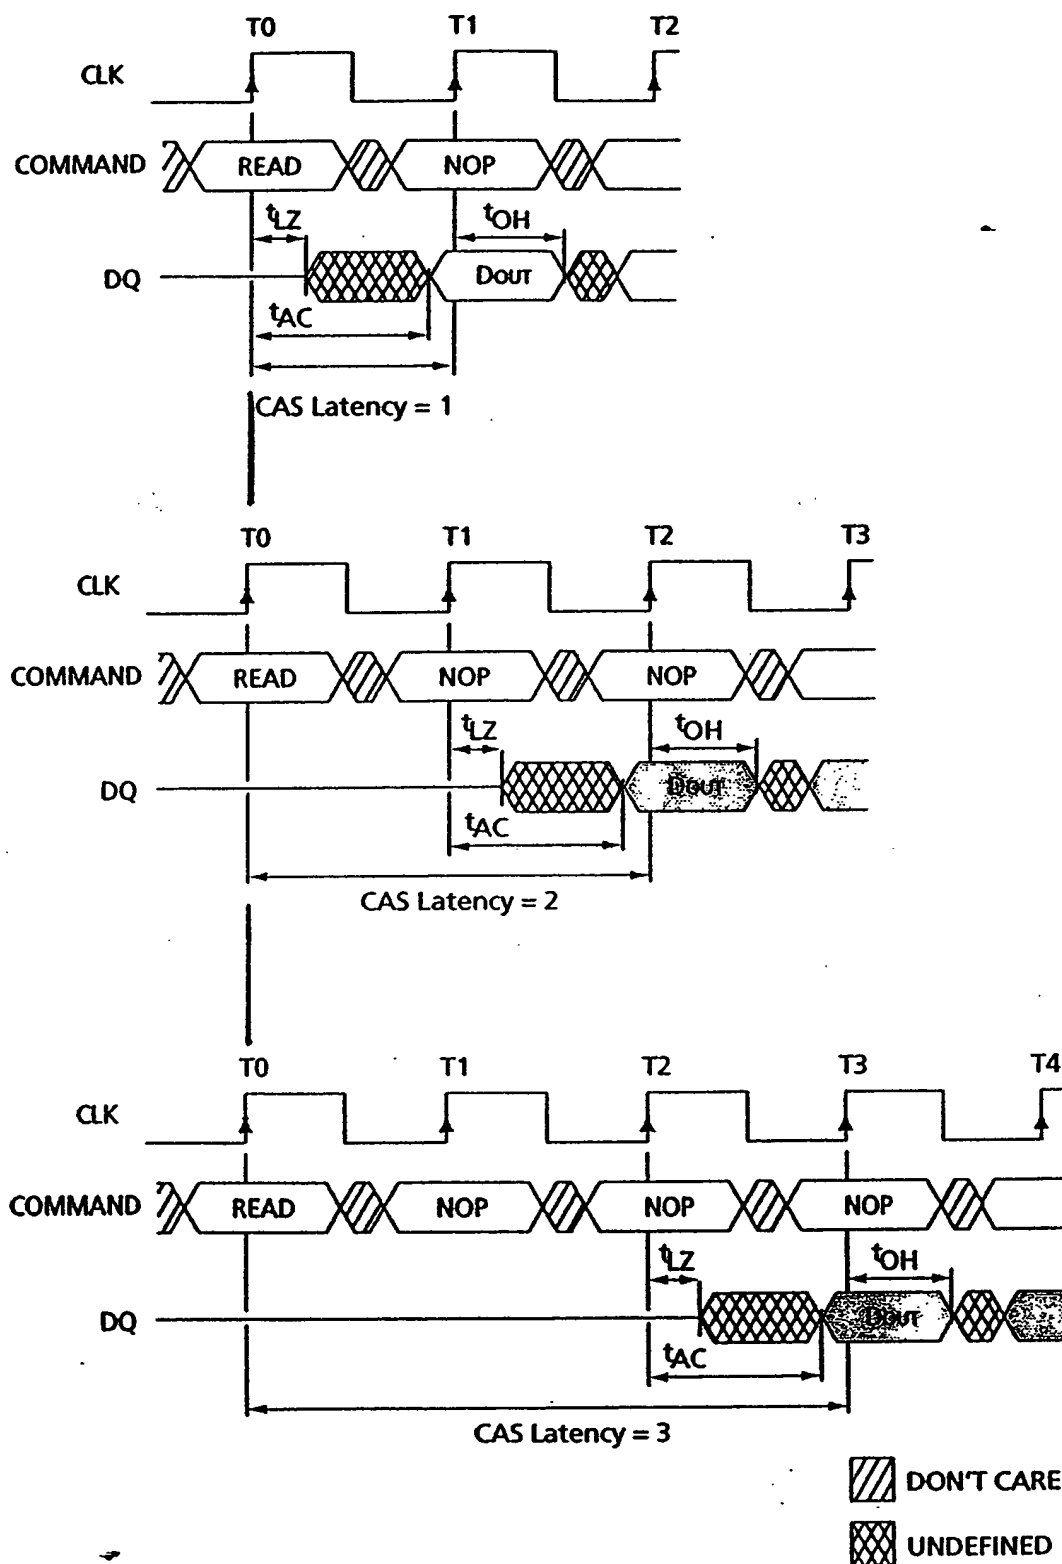 T0 T1 T2
CLK
COMMAND READ NOP
tLZ tOH
DQ DOUT
tAC
CAS Latency = 1
T0 T1 T2 T3
CLK
COMMAND READ NOP NOP
tLZ tOH
DQ DOUT
tAC
CAS Latency = 2
T0 T1 T2 T3 T4
CLK
COMMAND READ NOP NOP NOP
tLZ tOH
DQ DOUT
tAC
CAS Latency = 3
DON'T CARE
UNDEFINED